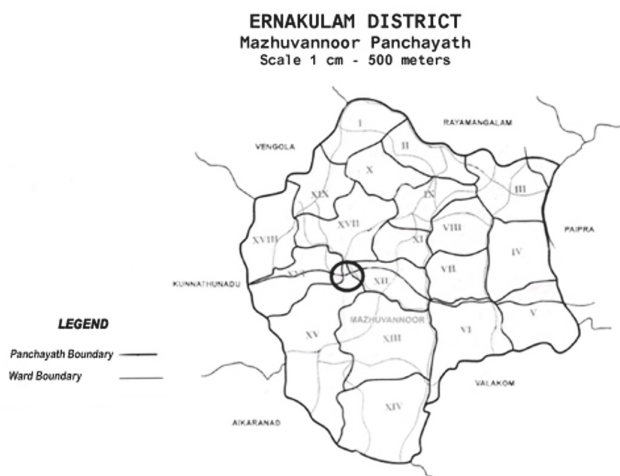 ERNAKULAM DISTRICT
Mazhuvannoor Panchayath
Scale 1 cm - 500 meters
RAYAMANGALAM
VENGOLA
I
II
X
XIX
IX
III
XVII
VIII
XI
XVIII
IV
PAIPRA
VII
XVI
XII
KUNNATHUNADU
MAZHUVANNOOR
V
VI
XV
XIII
LEGEND
Panchayath Boundary
Ward Boundary
VALAKOM
XIV
AIKARANAD